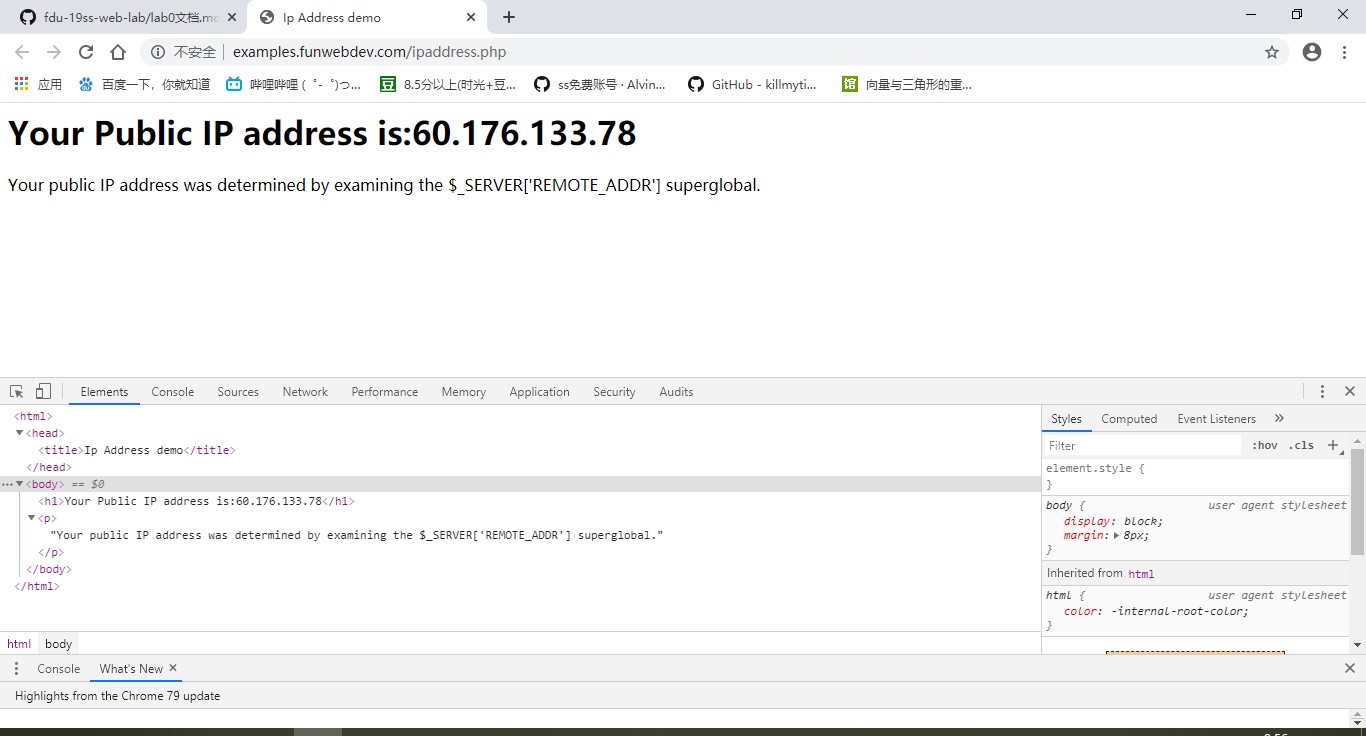 fdu-19ss-web-lab/lab0文档.mc
Ip Address demo
不安全 examples.funwebdev.com/ipaddress.php
应用 百度一下，你就知道 哔哩哔哩 ( ゜- ゜)つ... 8.5分以上(时光+豆... ss免费账号 · Alvin... GitHub - killmyti... 向量与三角形的重...
Your Public IP address is:60.176.133.78
Your public IP address was determined by examining the $_SERVER['REMOTE_ADDR'] superglobal.
Elements Console Sources Network Performance Memory Application Security Audits
<html>
<head>
<title>Ip Address demo</title>
</head>
<body> == $0
<h1>Your Public IP address is:60.176.133.78</h1>
<p>
"Your public IP address was determined by examining the $_SERVER['REMOTE_ADDR'] superglobal."
</p>
</body>
</html>
html body
Styles Computed Event Listeners »
Filter :hov .cls +
element.style {
}
body { user agent stylesheet
display: block;
margin: 8px;
}
Inherited from html
html { user agent stylesheet
color: -internal-root-color;
}
Console What's New
Highlights from the Chrome 79 update